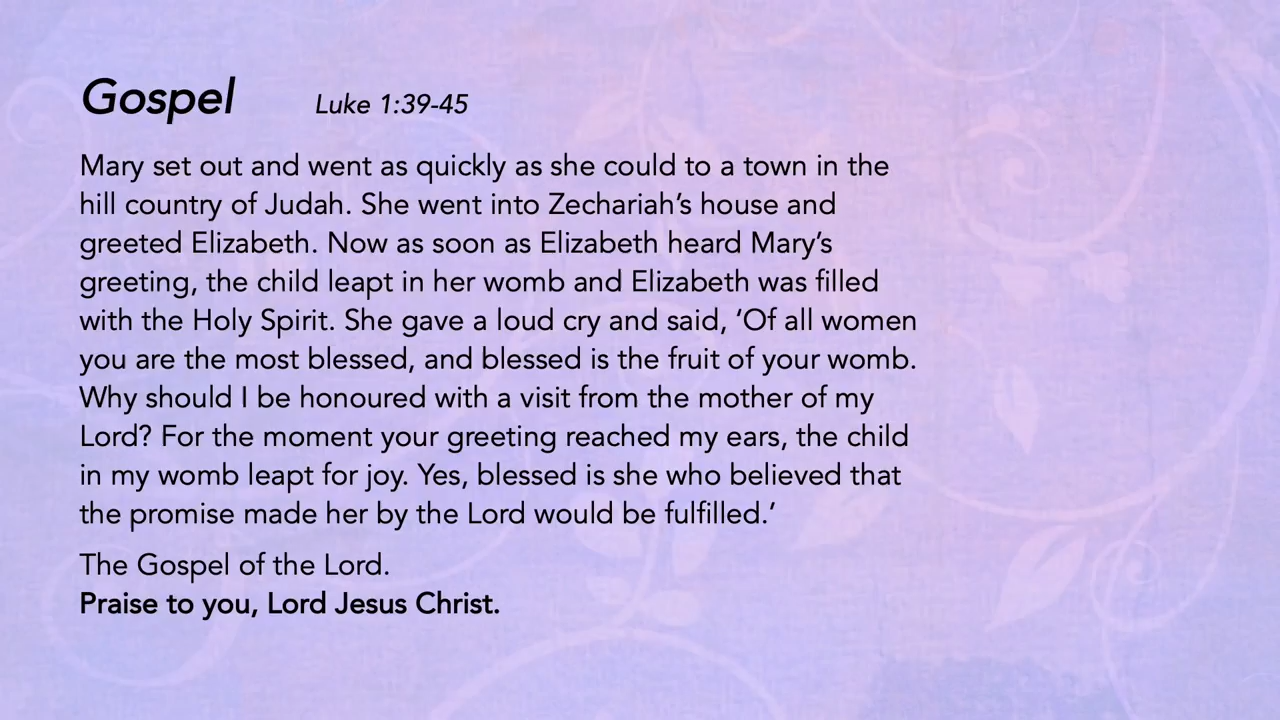 Gospel Luke 1:39-45
Mary set out and went as quickly as she could to a town in the
hill country of Judah. She went into Zechariah’s house and
greeted Elizabeth. Now as soon as Elizabeth heard Mary’s
greeting, the child leapt in her womb and Elizabeth was filled
with the Holy Spirit. She gave a loud cry and said, ‘Of all women
you are the most blessed, and blessed is the fruit of your womb.
Why should I be honoured with a visit from the mother of my
Lord? For the moment your greeting reached my ears, the child
in my womb leapt for joy. Yes, blessed is she who believed that
the promise made her by the Lord would be fulfilled.’
The Gospel of the Lord.
Praise to you, Lord Jesus Christ.